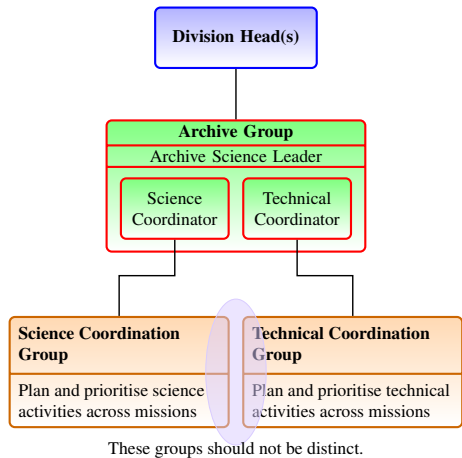 Division Head(s)
Archive Group
Archive Science Leader
Science
Coordinator
Technical
Coordinator
Science Coordination
Group
Plan and prioritise science
activities across missions
Technical Coordination
Group
Plan and prioritise technical
activities across missions
These groups should not be distinct.